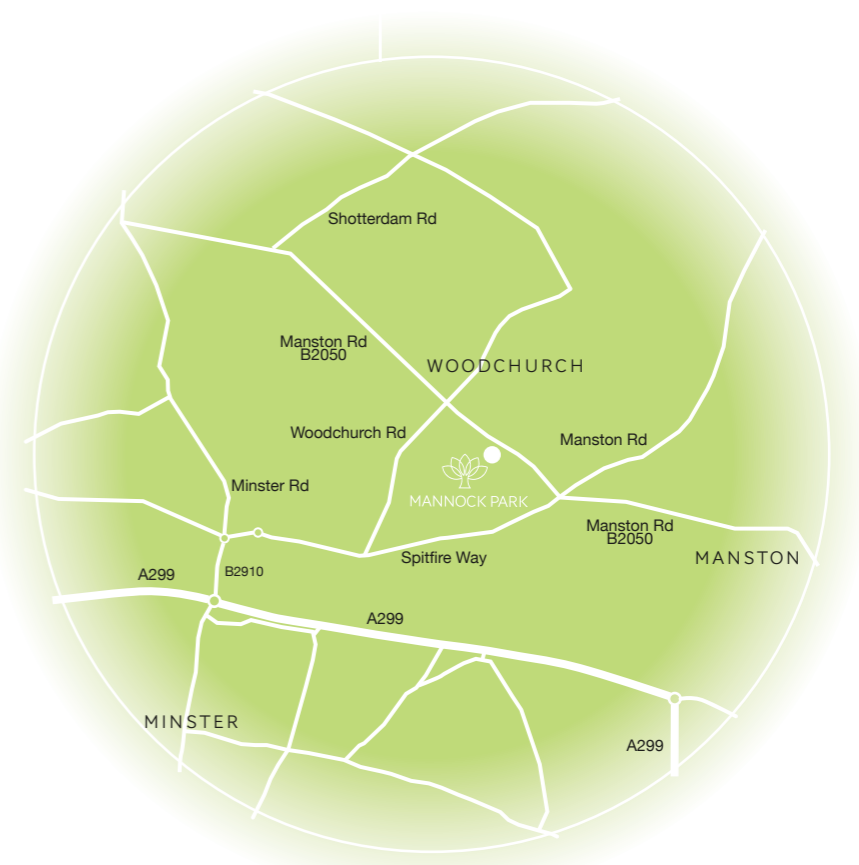 Shotterdam Rd
Manston Rd
B2050
WOODCHURCH
Woodchurch Rd
Manston Rd
Minster Rd
MANNOCK PARK
Manston Rd
B2050
Spitfire Way
MANSTON
A299
B2910
A299
MINSTER
A299